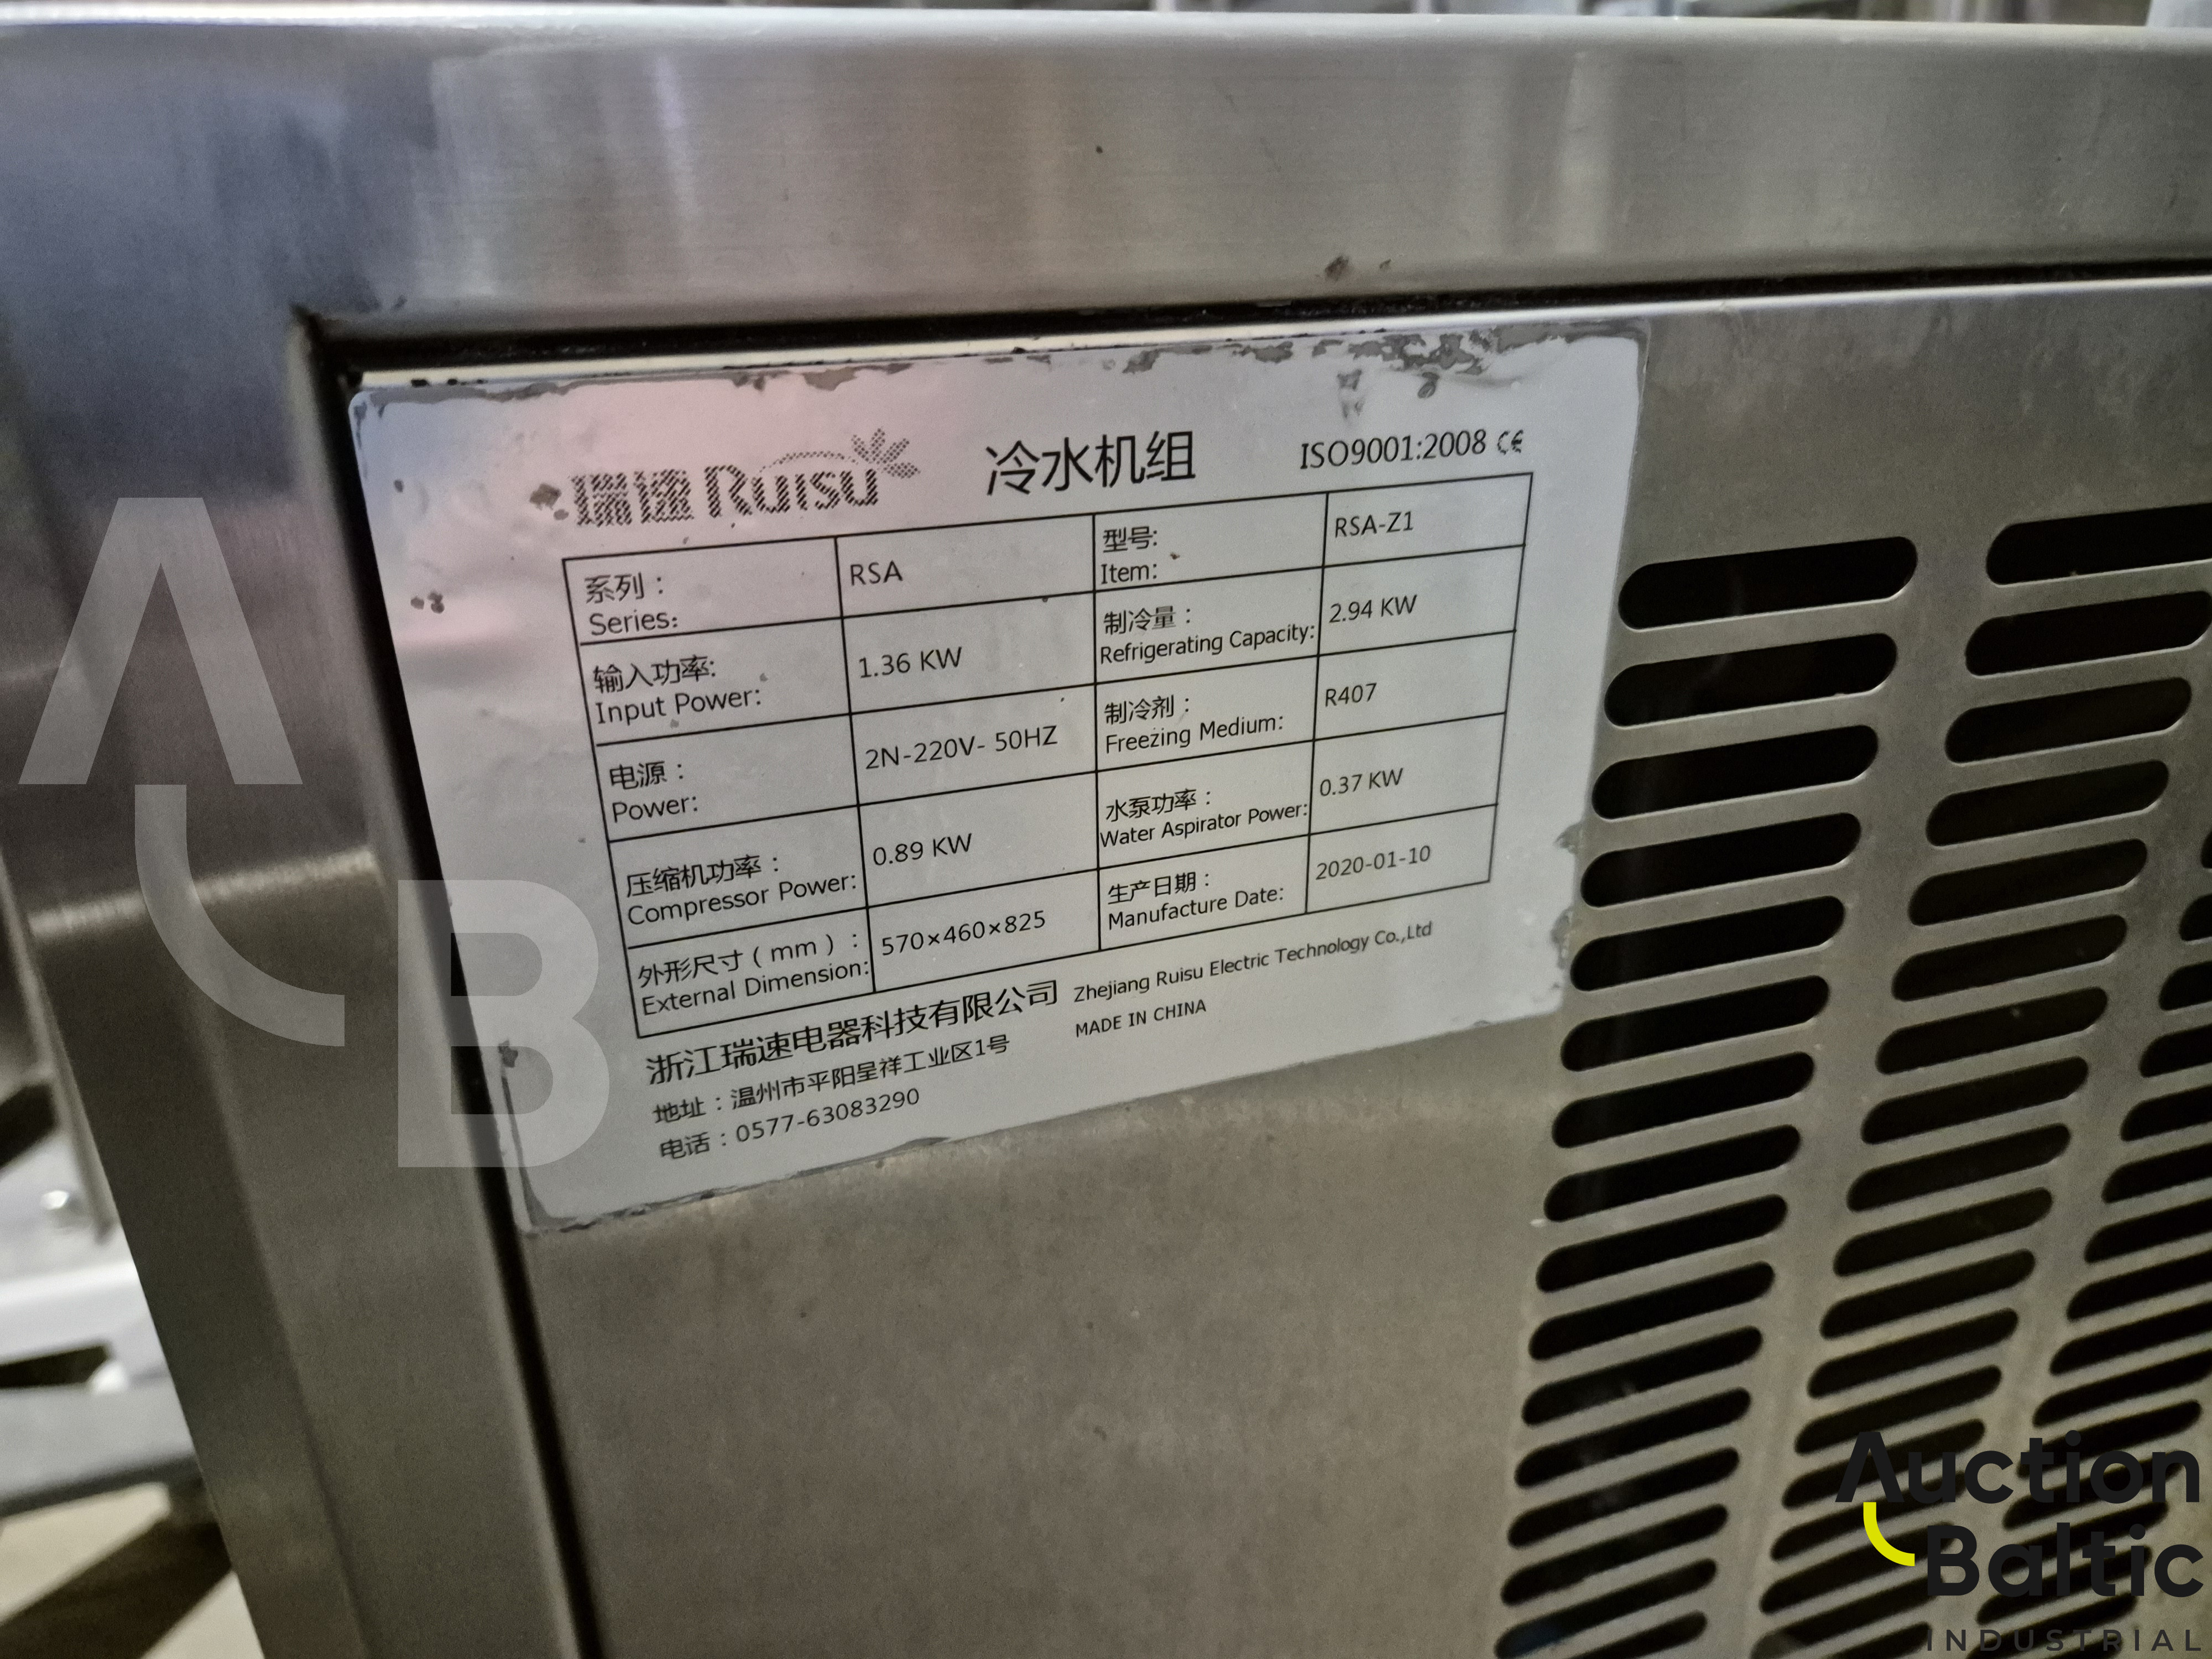 瑞速 Ruisu 冷水机组 ISO9001:2008 CE
系列：
Series:
RSA
型号:
Item:
RSA-Z1
输入功率:
Input Power:
1.36 KW
制冷量：
Refrigerating Capacity:
2.94 KW
电源：
Power:
2N-220V- 50HZ
制冷剂：
Freezing Medium:
R407
压缩机功率：
Compressor Power:
0.89 KW
水泵功率：
Water Aspirator Power:
0.37 KW
外形尺寸（mm）：
External Dimension:
570×460×825
生产日期：
Manufacture Date:
2020-01-10
浙江瑞速电器科技有限公司 Zhejiang Ruisu Electric Technology Co.,Ltd
地址：温州市平阳呈祥工业区1号 MADE IN CHINA
电话：0577-63083290
AB
Auction
Baltic
INDUSTRIAL